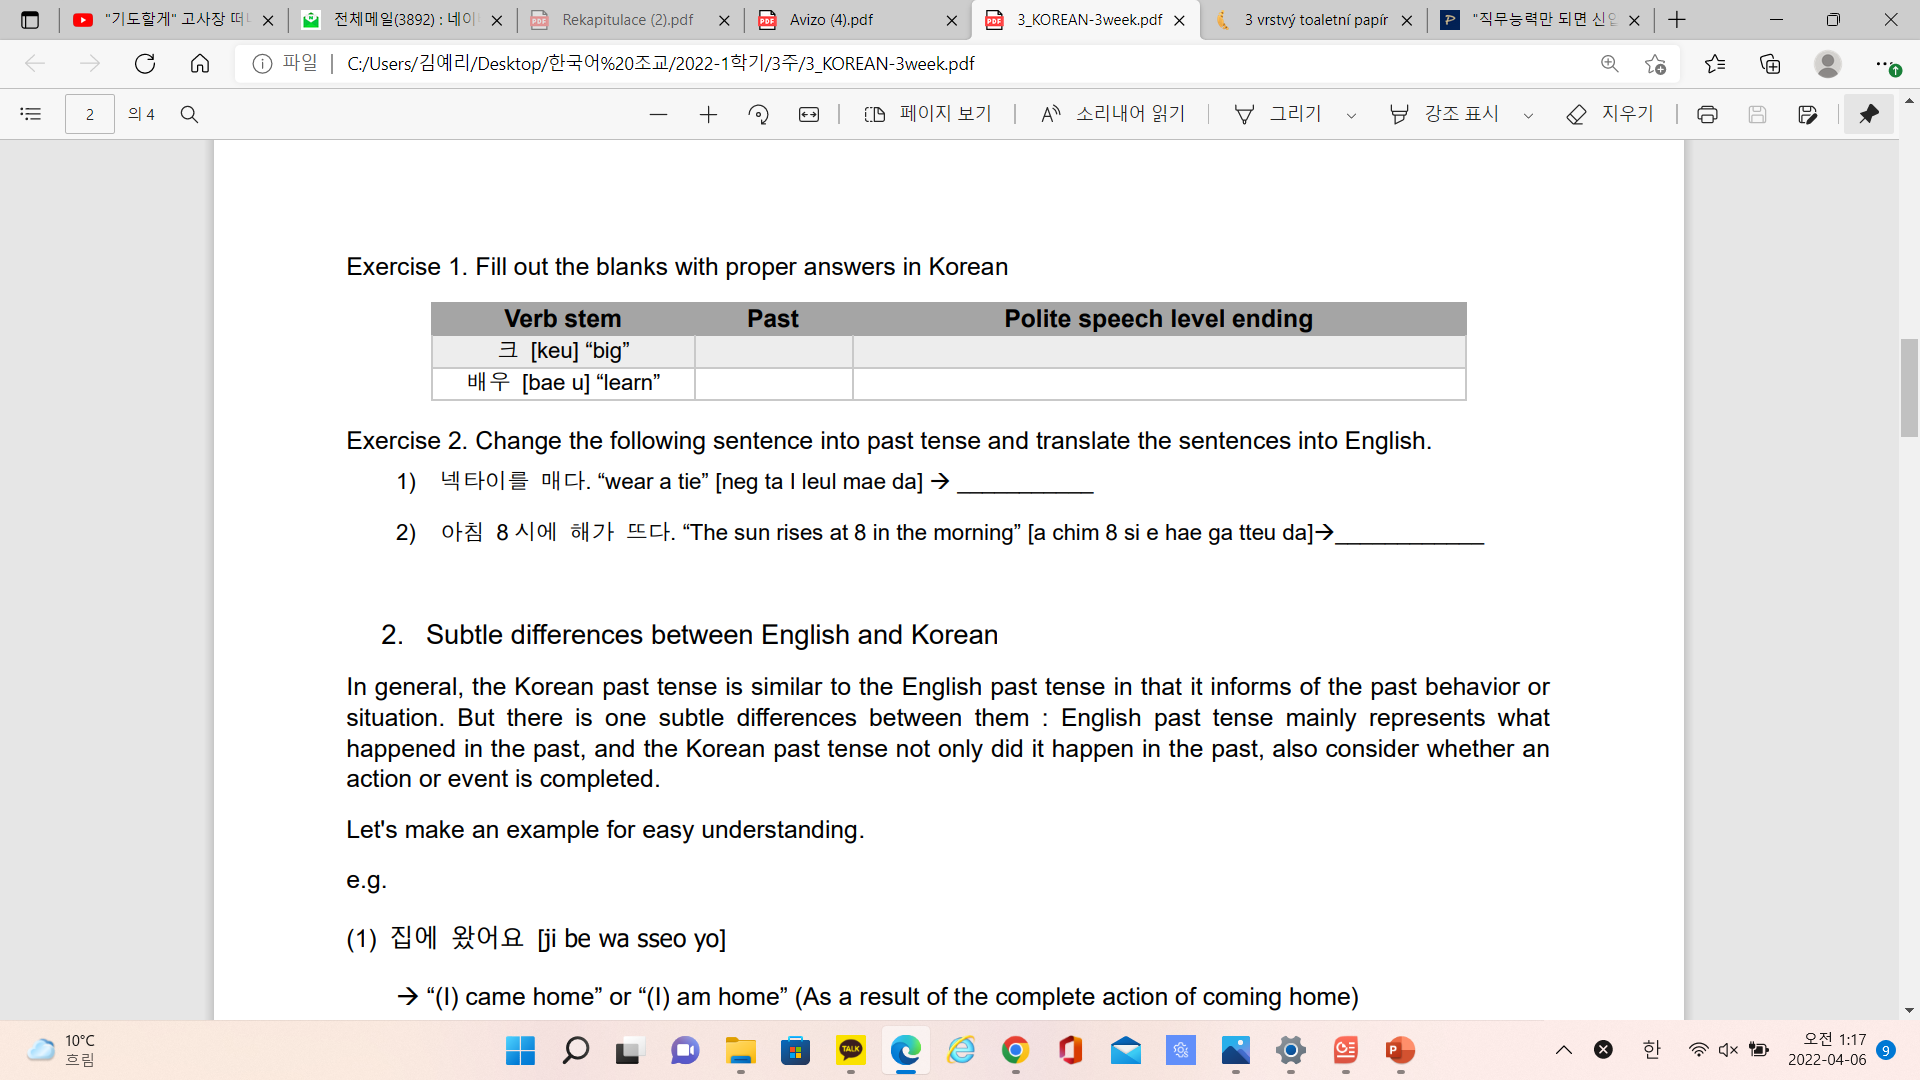 "기도할게" 고사장 떠나
전체메일(3892) : 네이
Rekapitulace (2).pdf
Avizo (4).pdf
3_KOREAN-3week.pdf
3 vrstvý toaletní papír
"직무능력만 되면 신입
파일 C:/Users/김예리/Desktop/한국어%20조교/2022-1학기/3주/3_KOREAN-3week.pdf
2 의 4 페이지 보기 소리내어 읽기 그리기 강조 표시 지우기
Exercise 1. Fill out the blanks with proper answers in Korean
Verb stem Past Polite speech level ending
크 [keu] “big”
배우 [bae u] “learn”
Exercise 2. Change the following sentence into past tense and translate the sentences into English.
1) 넥타이를 매다. “wear a tie” [neg ta I leul mae da] → ___________
2) 아침 8 시에 해가 뜨다. “The sun rises at 8 in the morning” [a chim 8 si e hae ga tteu da]→____________
2. Subtle differences between English and Korean
In general, the Korean past tense is similar to the English past tense in that it informs of the past behavior or
situation. But there is one subtle differences between them : English past tense mainly represents what
happened in the past, and the Korean past tense not only did it happen in the past, also consider whether an
action or event is completed.
Let's make an example for easy understanding.
e.g.
(1) 집에 왔어요 [ji be wa sseo yo]
→ “(I) came home” or “(I) am home” (As a result of the complete action of coming home)
10°C
흐림
TALK
한
오전 1:17
2022-04-06
9